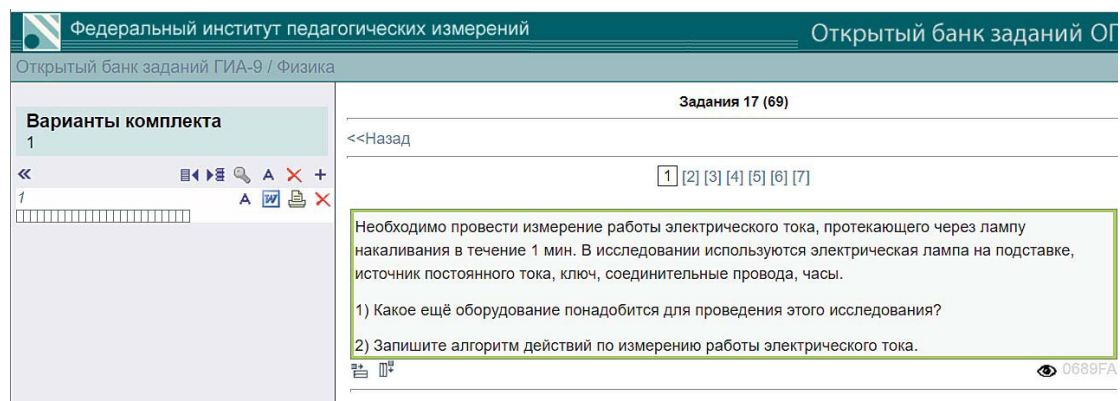 Федеральный институт педагогических измерений
Открытый банк заданий ОГ
Открытый банк заданий ГИА-9 / Физика
Варианты комплекта
1
«
A
1
A
Задания 17 (69)
<<Назад
1 [2] [3] [4] [5] [6] [7]
Необходимо провести измерение работы электрического тока, протекающего через лампу
накаливания в течение 1 мин. В исследовании используются электрическая лампа на подставке,
источник постоянного тока, ключ, соединительные провода, часы.
1) Какое ещё оборудование понадобится для проведения этого исследования?
2) Запишите алгоритм действий по измерению работы электрического тока.
0689FA